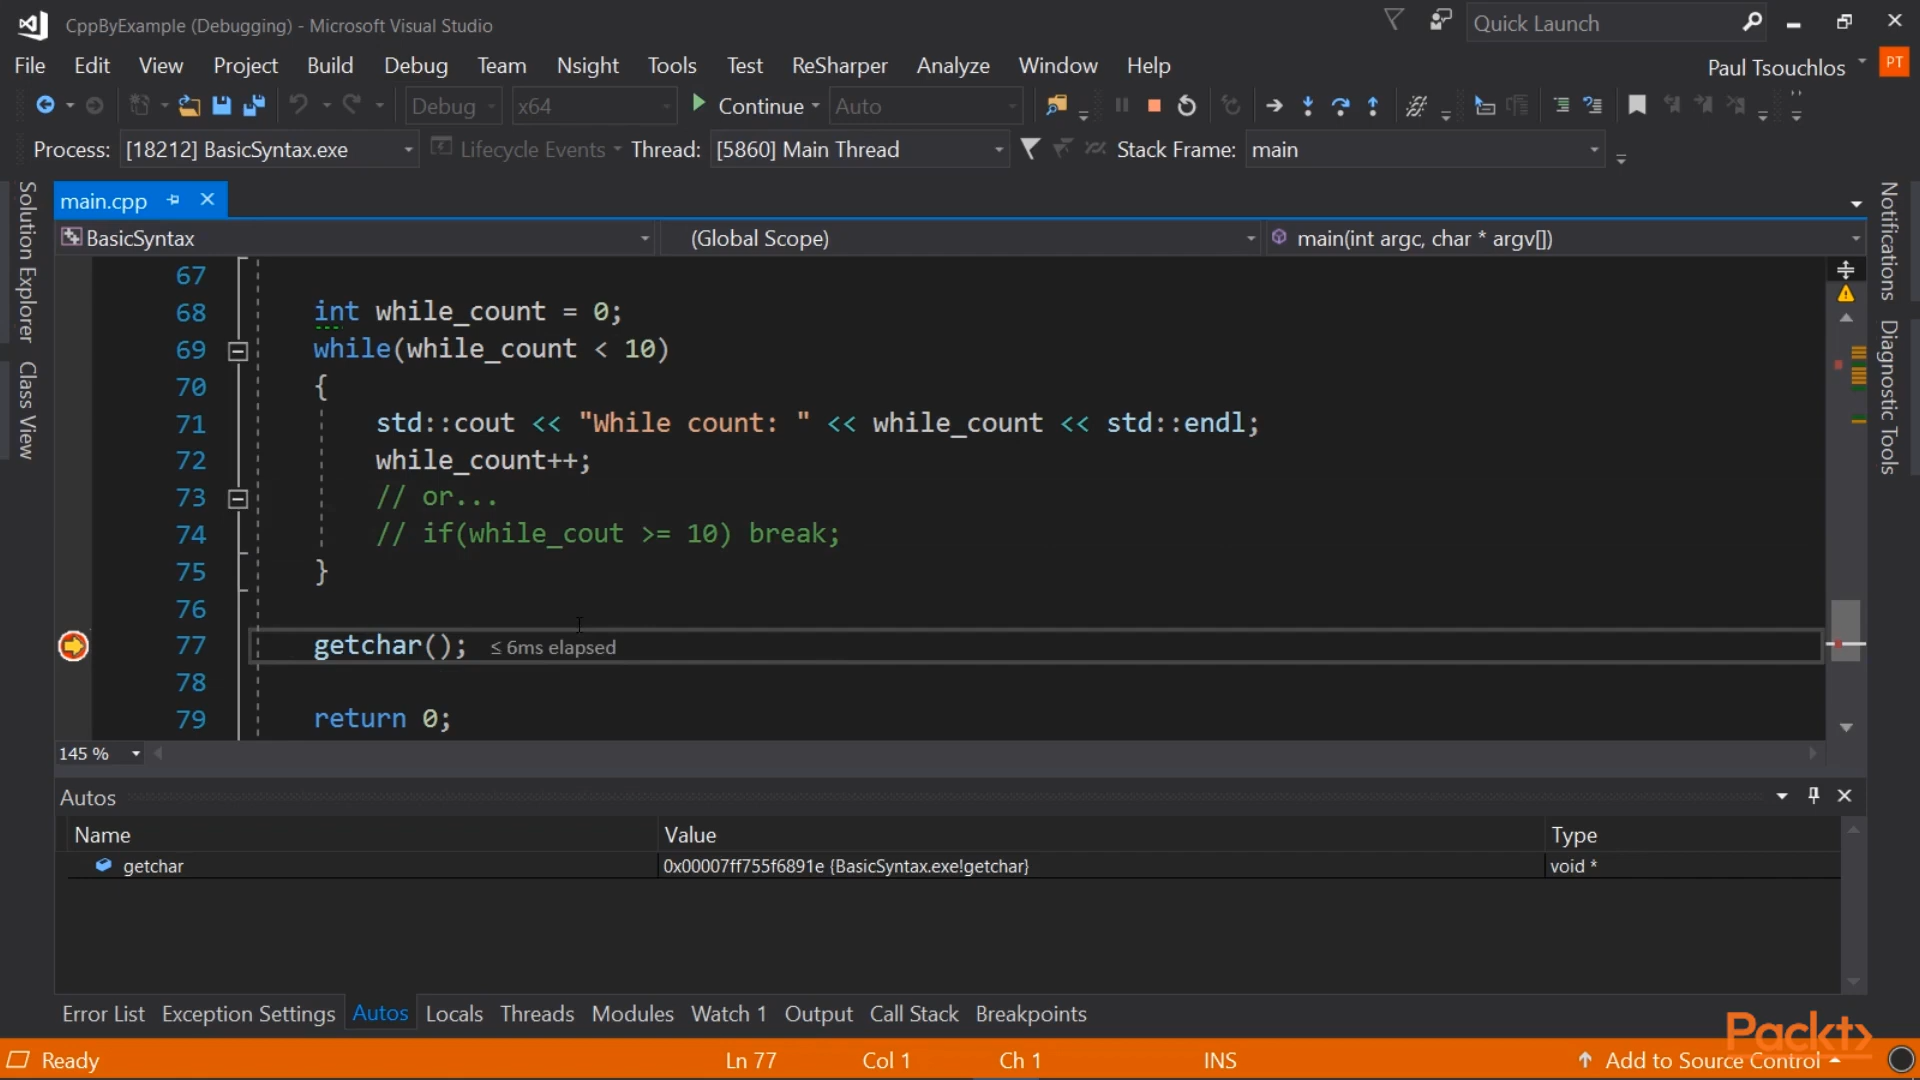 CppByExample (Debugging) - Microsoft Visual Studio
Quick Launch
File Edit View Project Build Debug Team Nsight Tools Test ReSharper Analyze Window Help
Paul Tsouchlos PT
Debug x64 Continue Auto
Process: [18212] BasicSyntax.exe Lifecycle Events Thread: [5860] Main Thread Stack Frame: main
Solution Explorer
Class View
main.cpp
BasicSyntax (Global Scope) main(int argc, char * argv[])
Notifications
Diagnostic Tools
67
68 int while_count = 0;
69 while(while_count < 10)
70 {
71 std::cout << "While count: " << while_count << std::endl;
72 while_count++;
73 // or...
74 // if(while_cout >= 10) break;
75 }
76
77 getchar(); ≤ 6ms elapsed
78
79 return 0;
145 %
Autos
Name Value Type
getchar 0x00007ff755f6891e {BasicSyntax.exe!getchar} void *
Error List Exception Settings Autos Locals Threads Modules Watch 1 Output Call Stack Breakpoints
Packt>
Ready Ln 77 Col 1 Ch 1 INS Add to Source Control